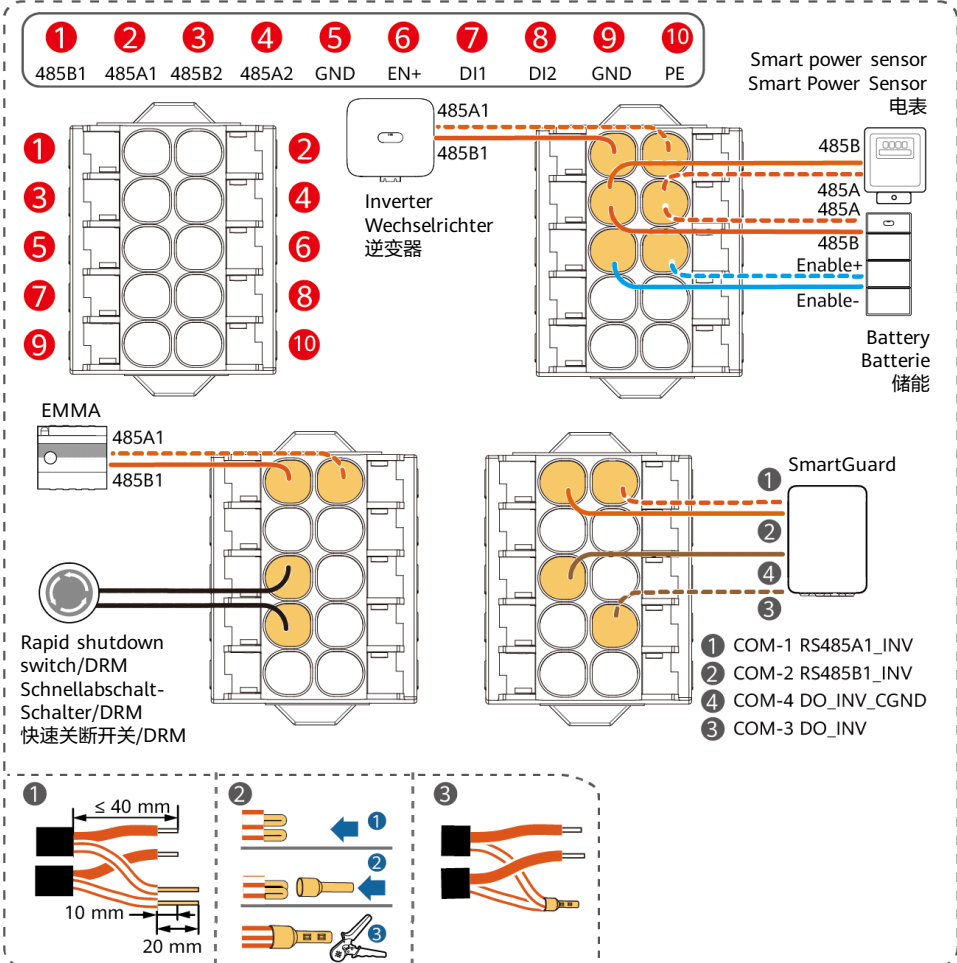 1 2 3 4 5 6 7 8 9 10
485B1 485A1 485B2 485A2 GND EN+ DI1 DI2 GND PE
1 2
3 4
5 6
7 8
9 10
485A1
485B1
Inverter
Wechselrichter
逆变器
Smart power sensor
Smart Power Sensor
电表
485B
485A
485A
485B
Enable+
Enable-
Battery
Batterie
储能
EMMA
485A1
485B1
Rapid shutdown
switch/DRM
Schnellabschalt-
Schalter/DRM
快速关断开关/DRM
SmartGuard
1
2
4
3
1 COM-1 RS485A1_INV
2 COM-2 RS485B1_INV
4 COM-4 DO_INV_CGND
3 COM-3 DO_INV
1
≤ 40 mm
10 mm
20 mm
2
1
2
3
3